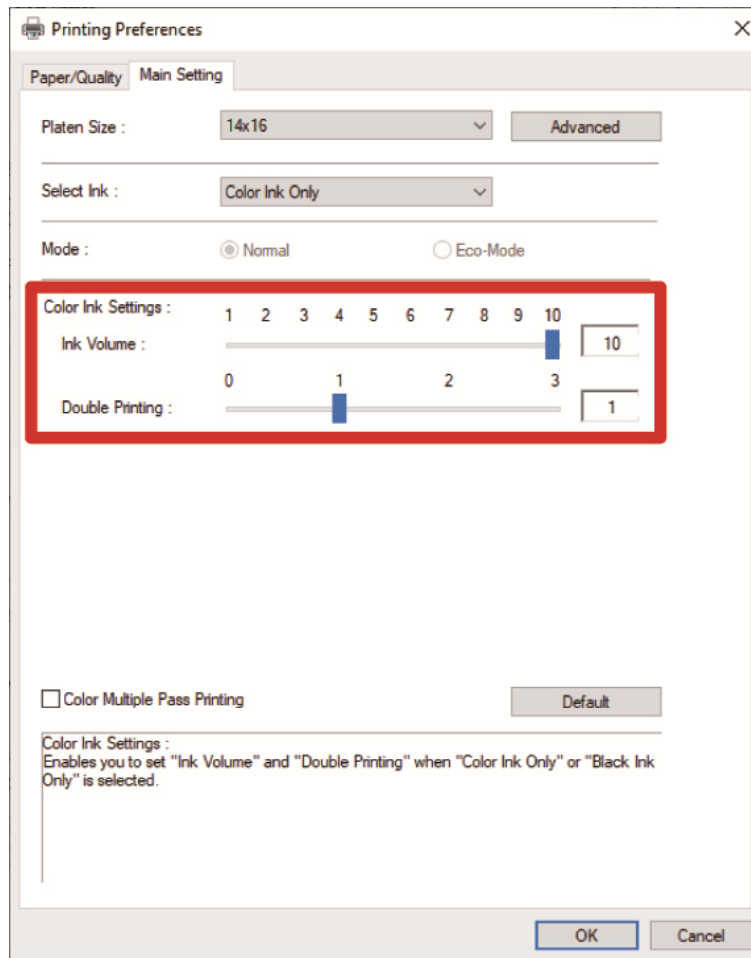 Printing Preferences
Paper/Quality Main Setting
Platen Size : 14x16 Advanced
Select Ink : Color Ink Only
Mode : Normal Eco-Mode
Color Ink Settings : 1 2 3 4 5 6 7 8 9 10
Ink Volume : 10
0 1 2 3
Double Printing : 1
Color Multiple Pass Printing Default
Color Ink Settings :
Enables you to set "Ink Volume" and "Double Printing" when "Color Ink Only" or "Black Ink
Only" is selected.
OK Cancel